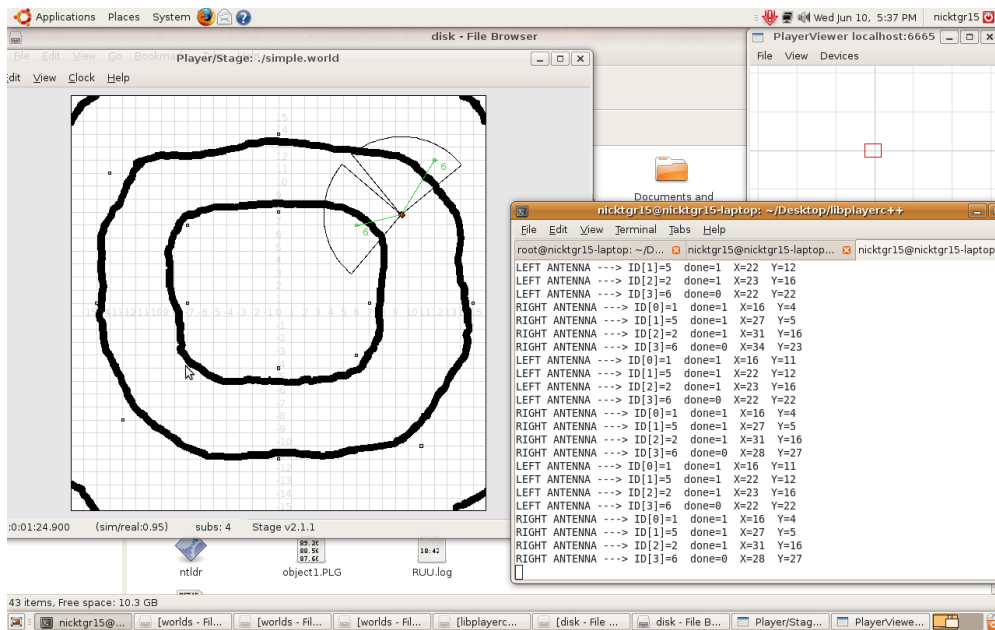 Applications Places System Wed Jun 10, 5:37 PM nicktgr15
disk - File Browser
File Edit View Go Bookmarks
Player/Stage: ./simple.world
dit View Clock Help
6
6
:0:01:24.900 (sim/real:0.95) subs: 4 Stage v2.1.1
PlayerViewer localhost:6665
File View Devices
Documents and
nicktgr15@nicktgr15-laptop: ~/Desktop/libplayerc++
File Edit View Terminal Tabs Help
root@nicktgr15-laptop: ~/D... nicktgr15@nicktgr15-laptop... nicktgr15@nicktgr15-laptop
LEFT ANTENNA ---> ID[1]=5 done=1 X=22 Y=12
LEFT ANTENNA ---> ID[2]=2 done=1 X=23 Y=16
LEFT ANTENNA ---> ID[3]=6 done=0 X=22 Y=22
RIGHT ANTENNA ---> ID[0]=1 done=1 X=16 Y=4
RIGHT ANTENNA ---> ID[1]=5 done=1 X=27 Y=5
RIGHT ANTENNA ---> ID[2]=2 done=1 X=31 Y=16
RIGHT ANTENNA ---> ID[3]=6 done=0 X=34 Y=23
LEFT ANTENNA ---> ID[0]=1 done=1 X=16 Y=11
LEFT ANTENNA ---> ID[1]=5 done=1 X=22 Y=12
LEFT ANTENNA ---> ID[2]=2 done=1 X=23 Y=16
LEFT ANTENNA ---> ID[3]=6 done=0 X=22 Y=22
RIGHT ANTENNA ---> ID[0]=1 done=1 X=16 Y=4
RIGHT ANTENNA ---> ID[1]=5 done=1 X=27 Y=5
RIGHT ANTENNA ---> ID[2]=2 done=1 X=31 Y=16
RIGHT ANTENNA ---> ID[3]=6 done=0 X=28 Y=27
LEFT ANTENNA ---> ID[0]=1 done=1 X=16 Y=11
LEFT ANTENNA ---> ID[1]=5 done=1 X=22 Y=12
LEFT ANTENNA ---> ID[2]=2 done=1 X=23 Y=16
LEFT ANTENNA ---> ID[3]=6 done=0 X=22 Y=22
RIGHT ANTENNA ---> ID[0]=1 done=1 X=16 Y=4
RIGHT ANTENNA ---> ID[1]=5 done=1 X=27 Y=5
RIGHT ANTENNA ---> ID[2]=2 done=1 X=31 Y=16
RIGHT ANTENNA ---> ID[3]=6 done=0 X=28 Y=27
ntldr object1.PLG RUU.log
43 items, Free space: 10.3 GB
nicktgr15@... [worlds - Fil... [worlds - Fil... [worlds - Fil... [libplayerc... [disk - File ... disk - File B... Player/Stag... PlayerViewe...